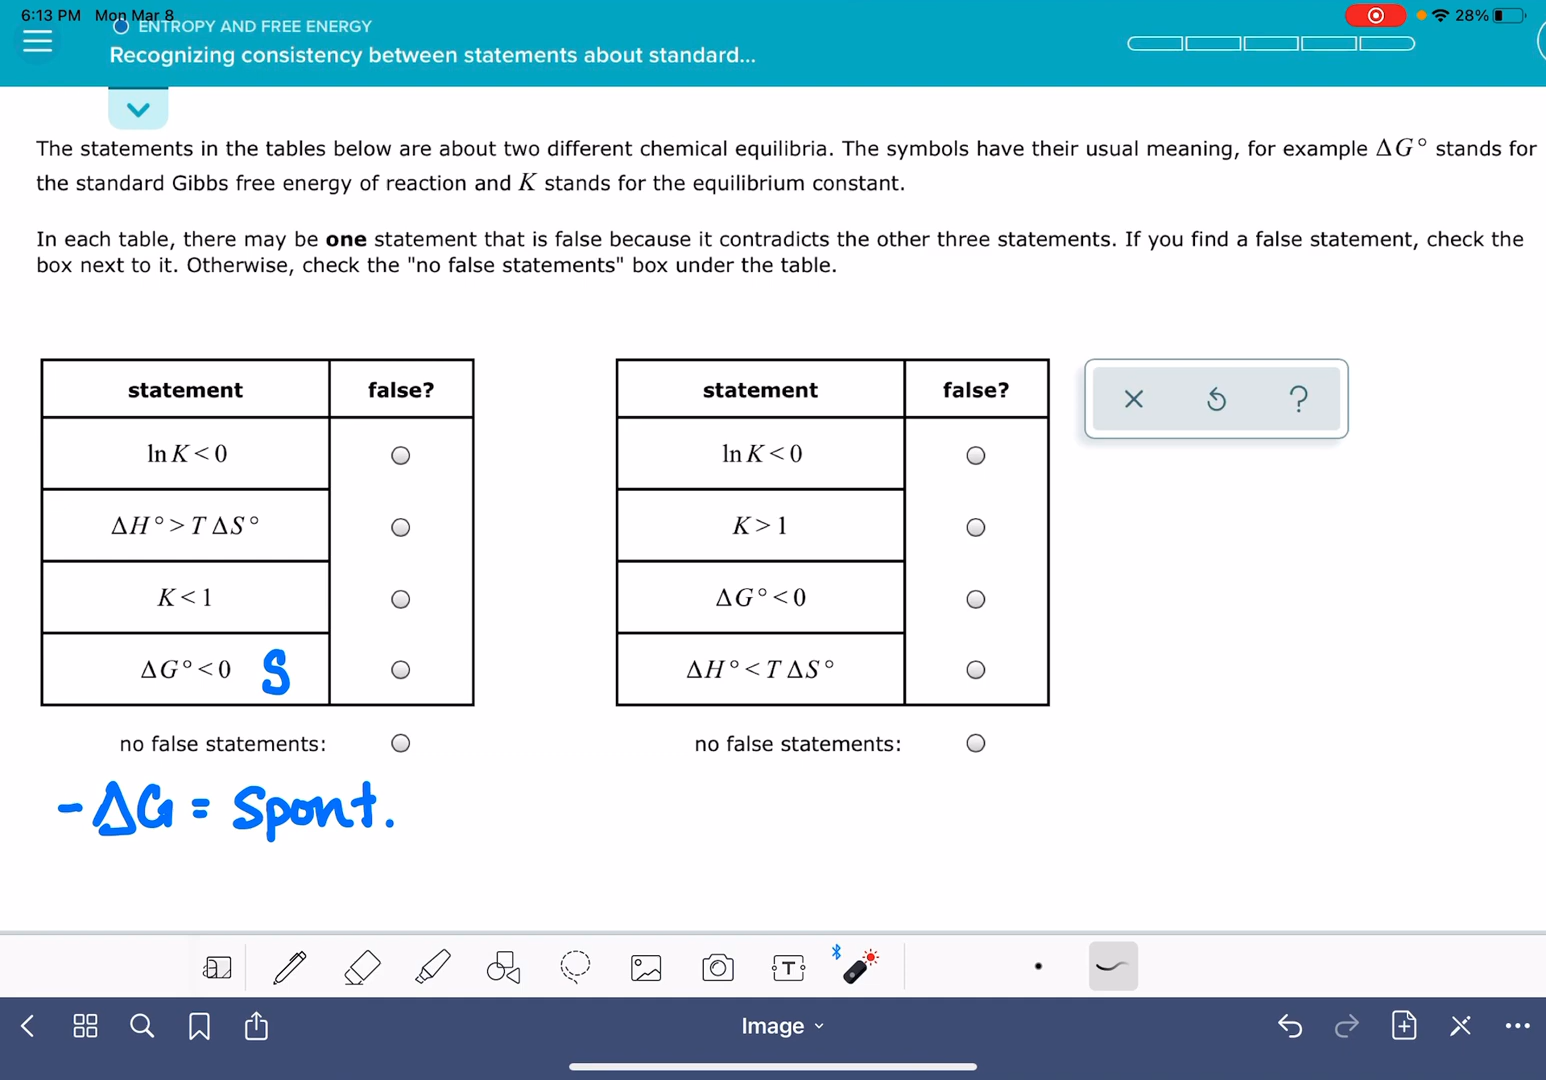 6:13 PM Mon Mar 8
28%
ENTROPY AND FREE ENERGY
Recognizing consistency between statements about standard...
The statements in the tables below are about two different chemical equilibria. The symbols have their usual meaning, for example ΔG° stands for
the standard Gibbs free energy of reaction and K stands for the equilibrium constant.
In each table, there may be one statement that is false because it contradicts the other three statements. If you find a false statement, check the
box next to it. Otherwise, check the "no false statements" box under the table.
statement false?
ln K < 0
ΔH° > T ΔS°
K < 1
ΔG° < 0 S
no false statements:
statement false?
ln K < 0
K > 1
ΔG° < 0
ΔH° < T ΔS°
no false statements:
?
-ΔG = Spont.
a
T
Image